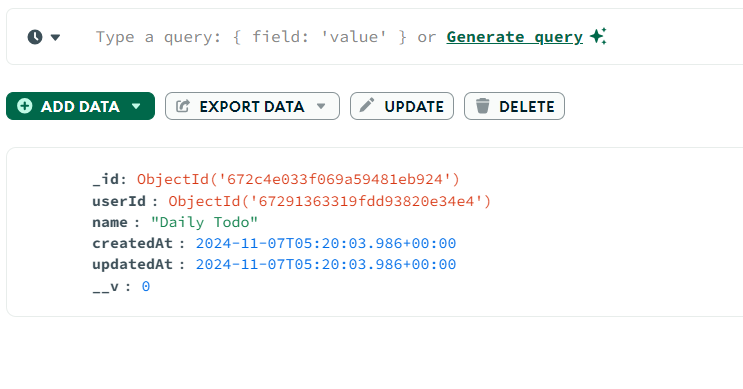 Type a query: { field: 'value' } or Generate query
ADD DATA EXPORT DATA UPDATE DELETE
_id: ObjectId('672c4e033f069a59481eb924')
userId : ObjectId('67291363319fdd93820e34e4')
name : "Daily Todo"
createdAt : 2024-11-07T05:20:03.986+00:00
updatedAt : 2024-11-07T05:20:03.986+00:00
__v : 0